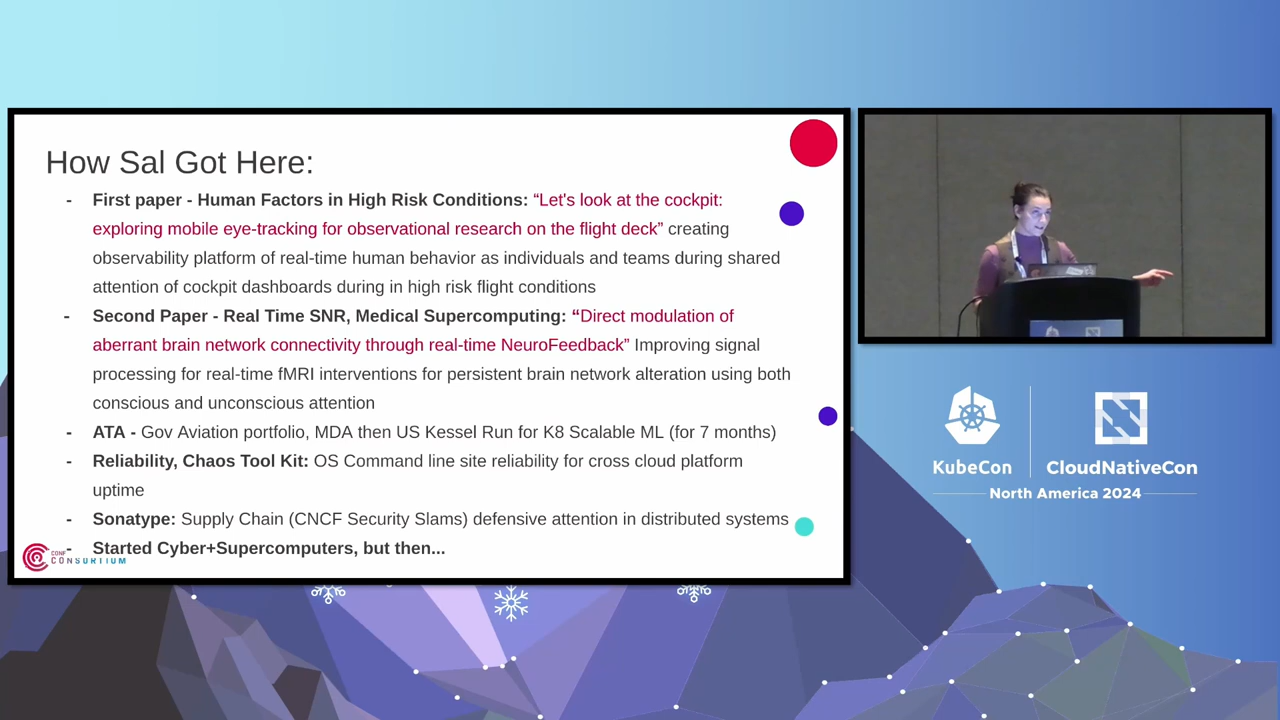 How Sal Got Here:
- First paper - Human Factors in High Risk Conditions: “Let's look at the cockpit:
exploring mobile eye-tracking for observational research on the flight deck” creating
observability platform of real-time human behavior as individuals and teams during shared
attention of cockpit dashboards during in high risk flight conditions
- Second Paper - Real Time SNR, Medical Supercomputing: “Direct modulation of
aberrant brain network connectivity through real-time NeuroFeedback” Improving signal
processing for real-time fMRI interventions for persistent brain network alteration using both
conscious and unconscious attention
- ATA - Gov Aviation portfolio, MDA then US Kessel Run for K8 Scalable ML (for 7 months)
- Reliability, Chaos Tool Kit: OS Command line site reliability for cross cloud platform
uptime
- Sonatype: Supply Chain (CNCF Security Slams) defensive attention in distributed systems
- Started Cyber+Supercomputers, but then...
CONF
CONSORTIUM
KubeCon
CloudNativeCon
North America 2024